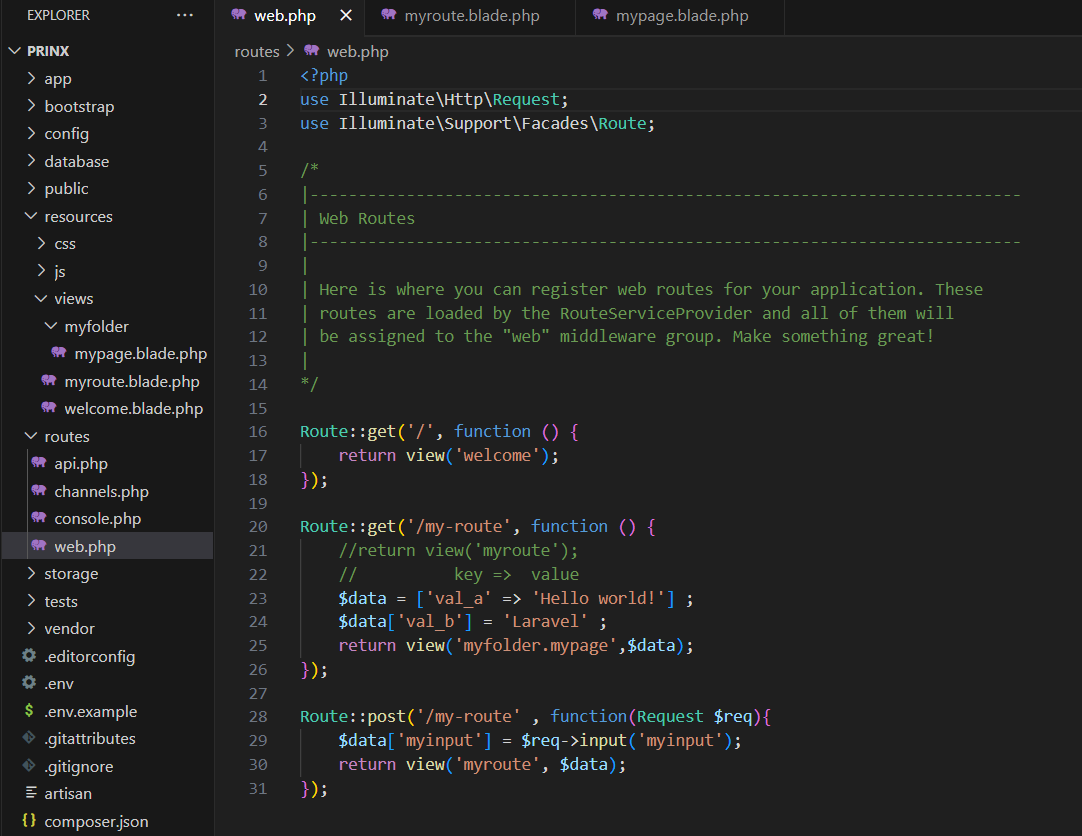 EXPLORER ...
PRINX
app
bootstrap
config
database
public
resources
css
js
views
myfolder
mypage.blade.php
myroute.blade.php
welcome.blade.php
routes
api.php
channels.php
console.php
web.php
storage
tests
vendor
.editorconfig
.env
.env.example
.gitattributes
.gitignore
artisan
composer.json
web.php myroute.blade.php mypage.blade.php
routes > web.php
1 <?php
2 use Illuminate\Http\Request;
3 use Illuminate\Support\Facades\Route;
4
5 /*
6 |--------------------------------------------------------------------------
7 | Web Routes
8 |--------------------------------------------------------------------------
9 |
10 | Here is where you can register web routes for your application. These
11 | routes are loaded by the RouteServiceProvider and all of them will
12 | be assigned to the "web" middleware group. Make something great!
13 |
14 */
15
16 Route::get('/', function () {
17     return view('welcome');
18 });
19
20 Route::get('/my-route', function () {
21     //return view('myroute');
22     //          key =>  value
23     $data = ['val_a' => 'Hello world!'] ;
24     $data['val_b'] = 'Laravel' ;
25     return view('myfolder.mypage',$data);
26 });
27
28 Route::post('/my-route' , function(Request $req){
29     $data['myinput'] = $req->input('myinput');
30     return view('myroute', $data);
31 });